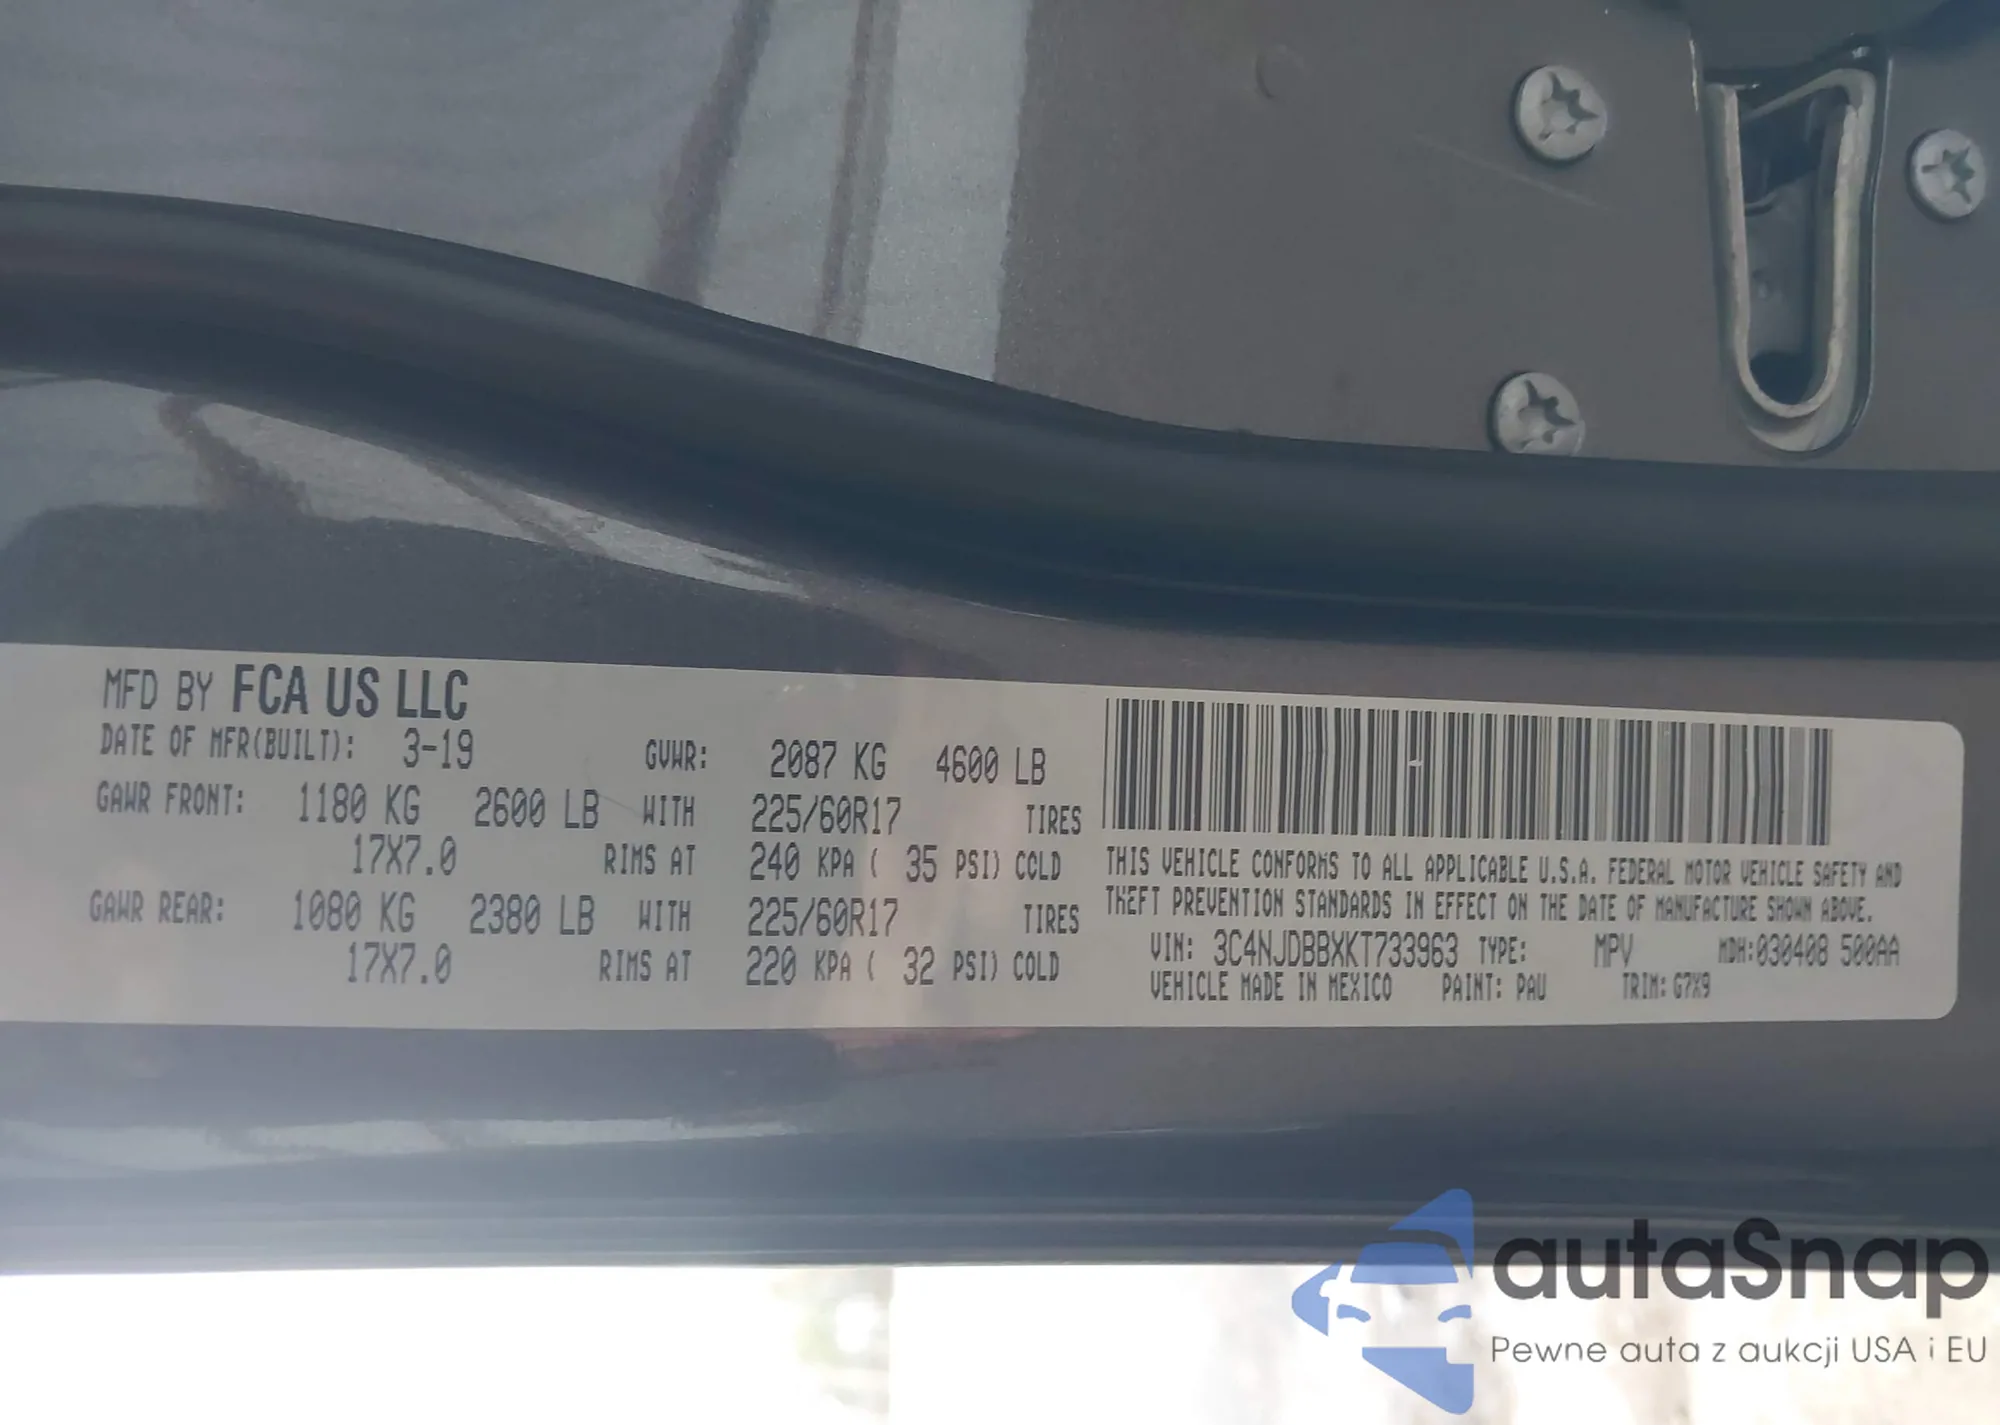 MFD BY FCA US LLC
DATE OF MFR(BUILT): 3-19 GVWR: 2087 KG 4600 LB
GAWR FRONT: 1180 KG 2600 LB WITH 225/60R17 TIRES
17X7.0 RIMS AT 240 KPA ( 35 PSI) COLD
GAWR REAR: 1080 KG 2380 LB WITH 225/60R17 TIRES
17X7.0 RIMS AT 220 KPA ( 32 PSI) COLD
THIS VEHICLE CONFORMS TO ALL APPLICABLE U.S.A. FEDERAL MOTOR VEHICLE SAFETY AND
THEFT PREVENTION STANDARDS IN EFFECT ON THE DATE OF MANUFACTURE SHOWN ABOVE.
VIN: 3C4NJDBBXKT733963 TYPE: MPV MDH:030408 500AA
VEHICLE MADE IN MEXICO PAINT: PAU TRIM: G7X9
autaSnap
Pewne auta z aukcji USA i EU